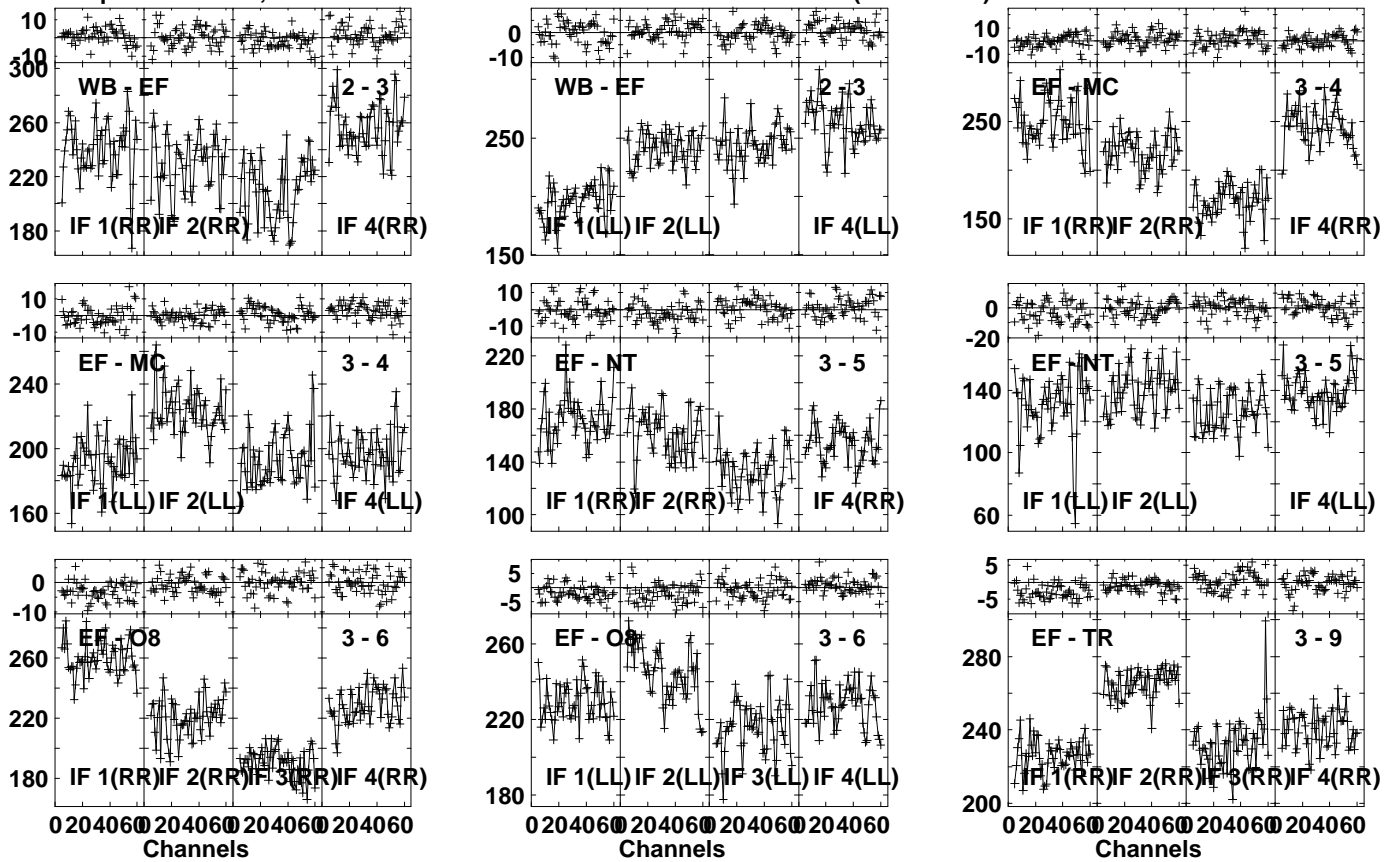 10
0
-10
300
260
220
180
WB - EF 2 - 3
IF 1(RR) IF 2(RR) IF 4(RR)
10
0
-10
250
150
WB - EF 2 - 3
IF 1(LL) IF 2(LL) IF 4(LL)
10
-10
250
150
EF - MC 3 - 4
IF 1(RR) IF 2(RR) IF 4(RR)
10
-10
240
200
160
EF - MC 3 - 4
IF 1(LL) IF 2(LL) IF 4(LL)
10
-10
220
180
140
100
EF - NT 3 - 5
IF 1(RR) IF 2(RR) IF 4(RR)
0
-20
140
100
60
EF - NT 3 - 5
IF 1(LL) IF 2(LL) IF 4(LL)
0
-10
260
220
180
EF - O8 3 - 6
IF 1(RR) IF 2(RR) IF 3(RR) IF 4(RR)
0 204060 0 204060 0 204060 0 204060
Channels
5
-5
260
220
180
EF - O8 3 - 6
IF 1(LL) IF 2(LL) IF 3(LL) IF 4(LL)
0 204060 0 204060 0 204060 0 204060
Channels
5
-5
280
240
200
EF - TR 3 - 9
IF 1(RR) IF 2(RR) IF 3(RR) IF 4(RR)
0 204060 0 204060 0 204060 0 204060
Channels